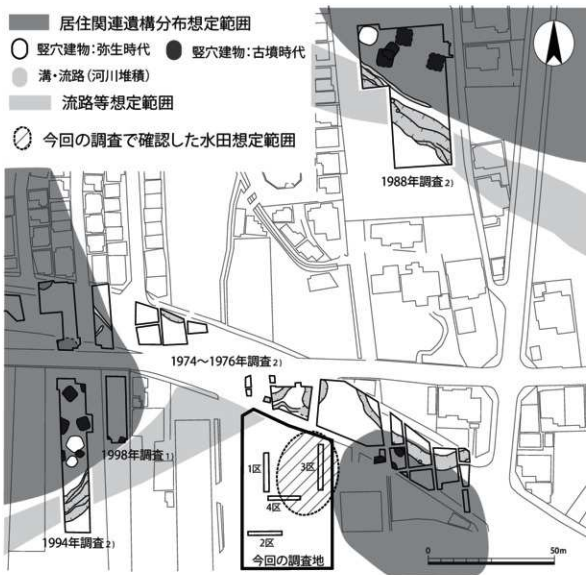 居住関連遺構分布想定範囲
竪穴建物:弥生時代 竪穴建物:古墳時代
溝・流路(河川堆積)
流路等想定範囲
今回の調査で確認した水田想定範囲
1988年調査2)
1974〜1976年調査2)
1998年調査1)
1994年調査2)
1区
3区
4区
2区
今回の調査地
0 50m